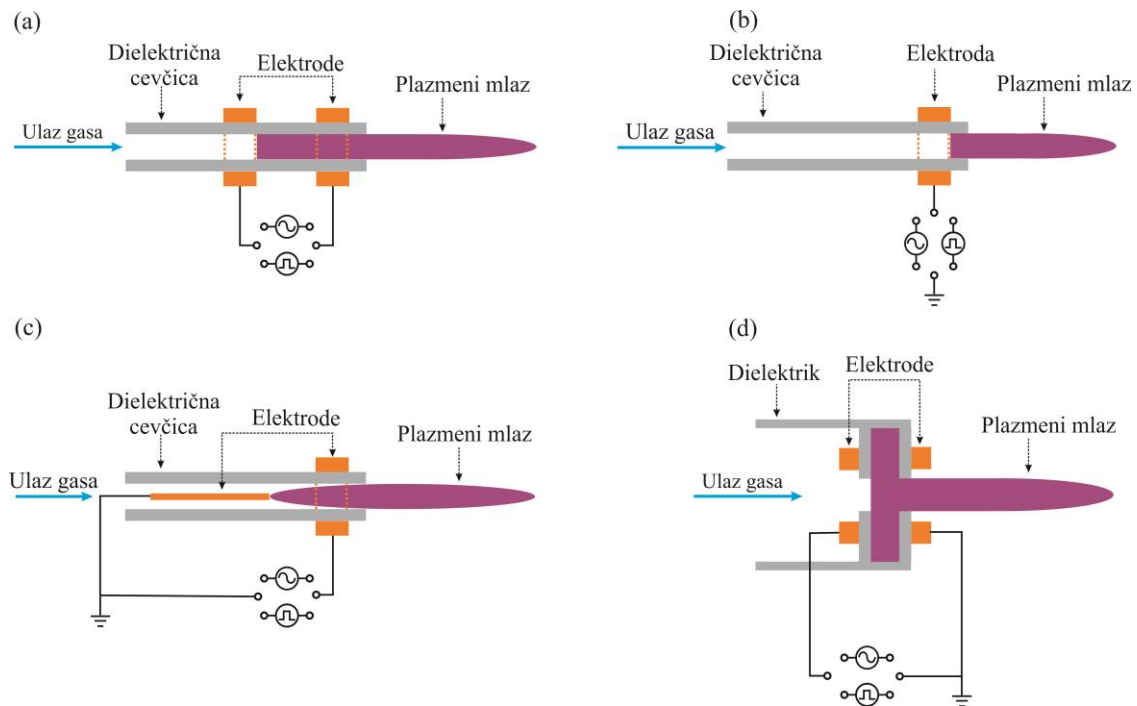 (a)
Dielektrična
cevčica
Elektrode
Plazmeni mlaz
Ulaz gasa
(b)
Dielektrična
cevčica
Elektroda
Plazmeni mlaz
Ulaz gasa
(c)
Dielektrična
cevčica
Elektrode
Plazmeni mlaz
Ulaz gasa
(d)
Dielektrik
Elektrode
Plazmeni mlaz
Ulaz gasa